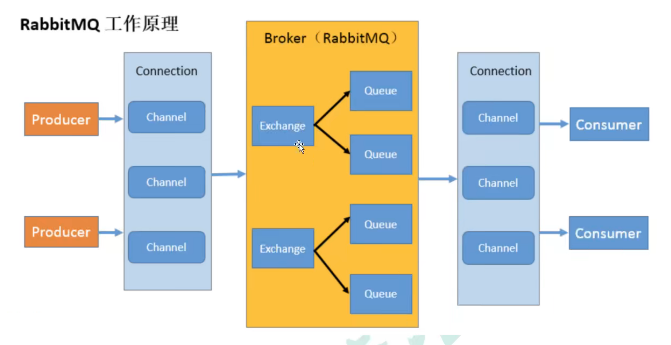 RabbitMQ 工作原理
Producer
Producer
Connection
Channel
Channel
Channel
Broker（RabbitMQ）
Exchange
Queue
Queue
Exchange
Queue
Queue
Connection
Channel
Channel
Channel
Consumer
Consumer